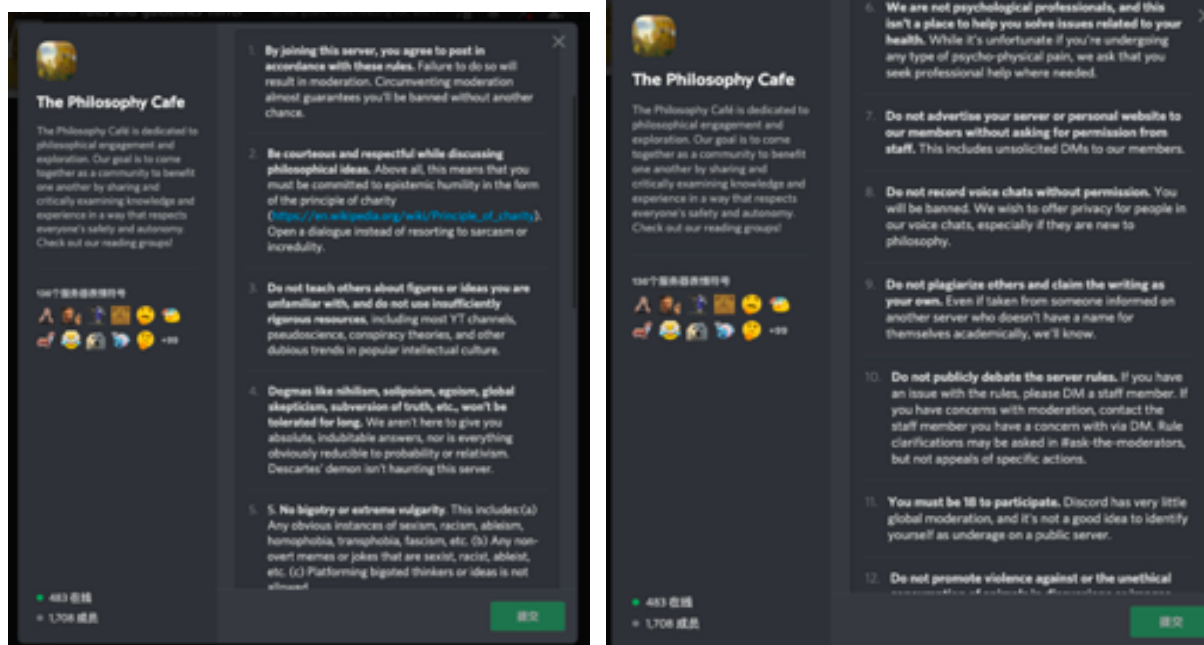 The Philosophy Cafe
The Philosophy Café is dedicated to
philosophical engagement and
exploration. Our goal is to come
together as a community to benefit
one another by sharing and
critically examining knowledge and
experience in a way that respects
everyone's safety and autonomy.
Check out our reading groups!
136个服务器表情符号
+99
483 在线
1,708 成员
1. By joining this server, you agree to post in
accordance with these rules. Failure to do so will
result in moderation. Circumventing moderation
almost guarantees you'll be banned without another
chance.
2. Be courteous and respectful while discussing
philosophical ideas. Above all, this means that you
must be committed to epistemic humility in the form
of the principle of charity
(https://en.wikipedia.org/wiki/Principle_of_charity).
Open a dialogue instead of resorting to sarcasm or
incredulity.
3. Do not teach others about figures or ideas you are
unfamiliar with, and do not use insufficiently
rigorous resources, including most YT channels,
pseudoscience, conspiracy theories, and other
dubious trends in popular intellectual culture.
4. Dogmas like nihilism, solipsism, egoism, global
skepticism, subversion of truth, etc., won't be
tolerated for long. We aren't here to give you
absolute, indubitable answers, nor is everything
obviously reducible to probability or relativism.
Descartes' demon isn't haunting this server.
5. 5. No bigotry or extreme vulgarity. This includes:(a)
Any obvious instances of sexism, racism, ableism,
homophobia, transphobia, fascism, etc. (b) Any non-
overt memes or jokes that are sexist, racist, ableist,
etc. (c) Platforming bigoted thinkers or ideas is not
allowed
提交
The Philosophy Cafe
The Philosophy Café is dedicated to
philosophical engagement and
exploration. Our goal is to come
together as a community to benefit
one another by sharing and
critically examining knowledge and
experience in a way that respects
everyone's safety and autonomy.
Check out our reading groups!
136个服务器表情符号
+99
483 在线
1,708 成员
6. We are not psychological professionals, and this
isn't a place to help you solve issues related to your
health. While it's unfortunate if you're undergoing
any type of psycho-physical pain, we ask that you
seek professional help where needed.
7. Do not advertise your server or personal website to
our members without asking for permission from
staff. This includes unsolicited DMs to our members.
8. Do not record voice chats without permission. You
will be banned. We wish to offer privacy for people in
our voice chats, especially if they are new to
philosophy.
9. Do not plagiarize others and claim the writing as
your own. Even if taken from someone informed on
another server who doesn't have a name for
themselves academically, we'll know.
10. Do not publicly debate the server rules. If you have
an issue with the rules, please DM a staff member. If
you have concerns with moderation, contact the
staff member you have a concern with via DM. Rule
clarifications may be asked in #ask-the-moderators,
but not appeals of specific actions.
11. You must be 18 to participate. Discord has very little
global moderation, and it's not a good idea to identify
yourself as underage on a public server.
12. Do not promote violence against or the unethical
提交